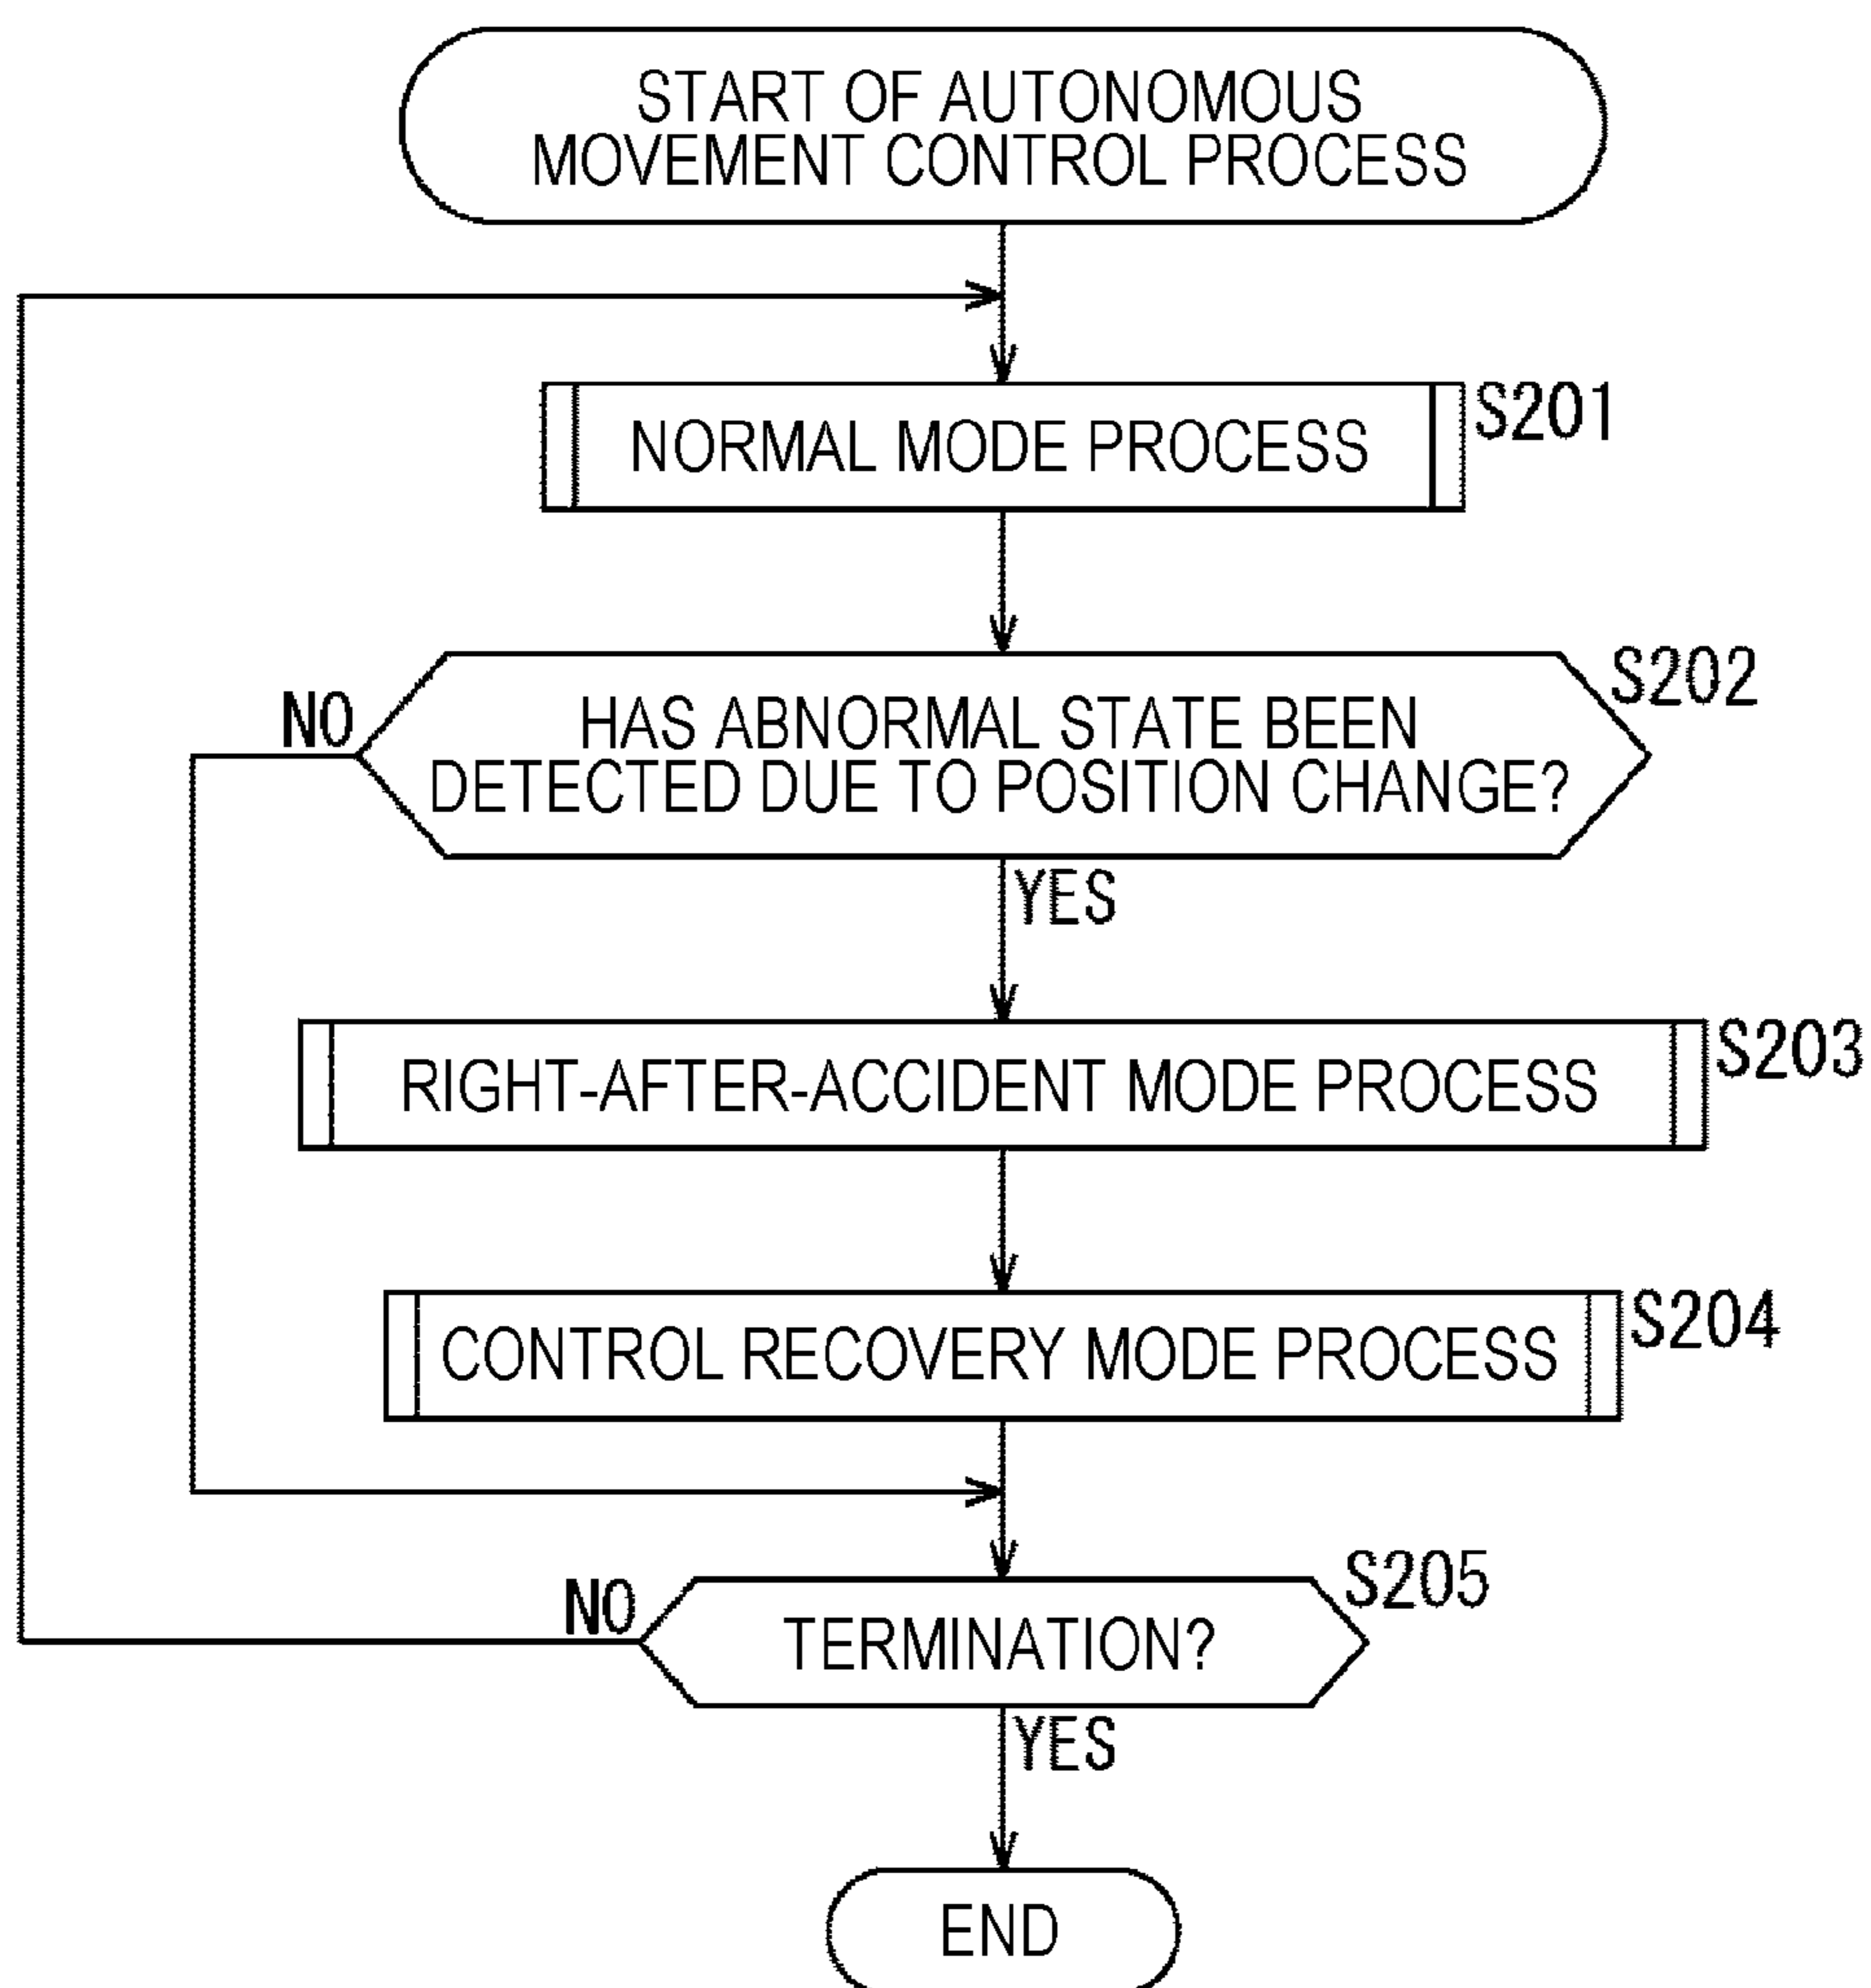 START OF AUTONOMOUS
MOVEMENT CONTROL PROCESS
NORMAL MODE PROCESS
S201
HAS ABNORMAL STATE BEEN
DETECTED DUE TO POSITION CHANGE?
S202
NO
YES
RIGHT-AFTER-ACCIDENT MODE PROCESS
S203
CONTROL RECOVERY MODE PROCESS
S204
TERMINATION?
S205
NO
YES
END